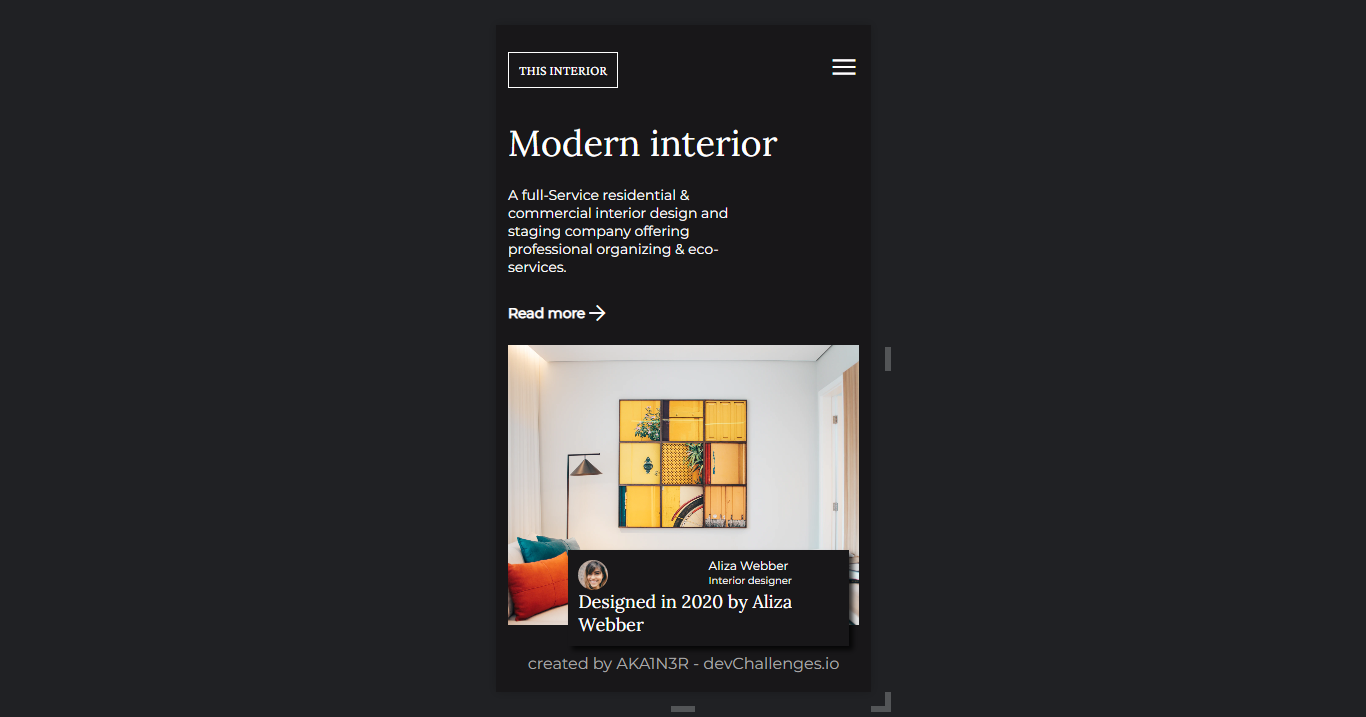 THIS INTERIOR
Modern interior
A full-Service residential &
commercial interior design and
staging company offering
professional organizing & eco-
services.
Read more
Aliza Webber
Interior designer
Designed in 2020 by Aliza
Webber
created by AKA1N3R - devChallenges.io